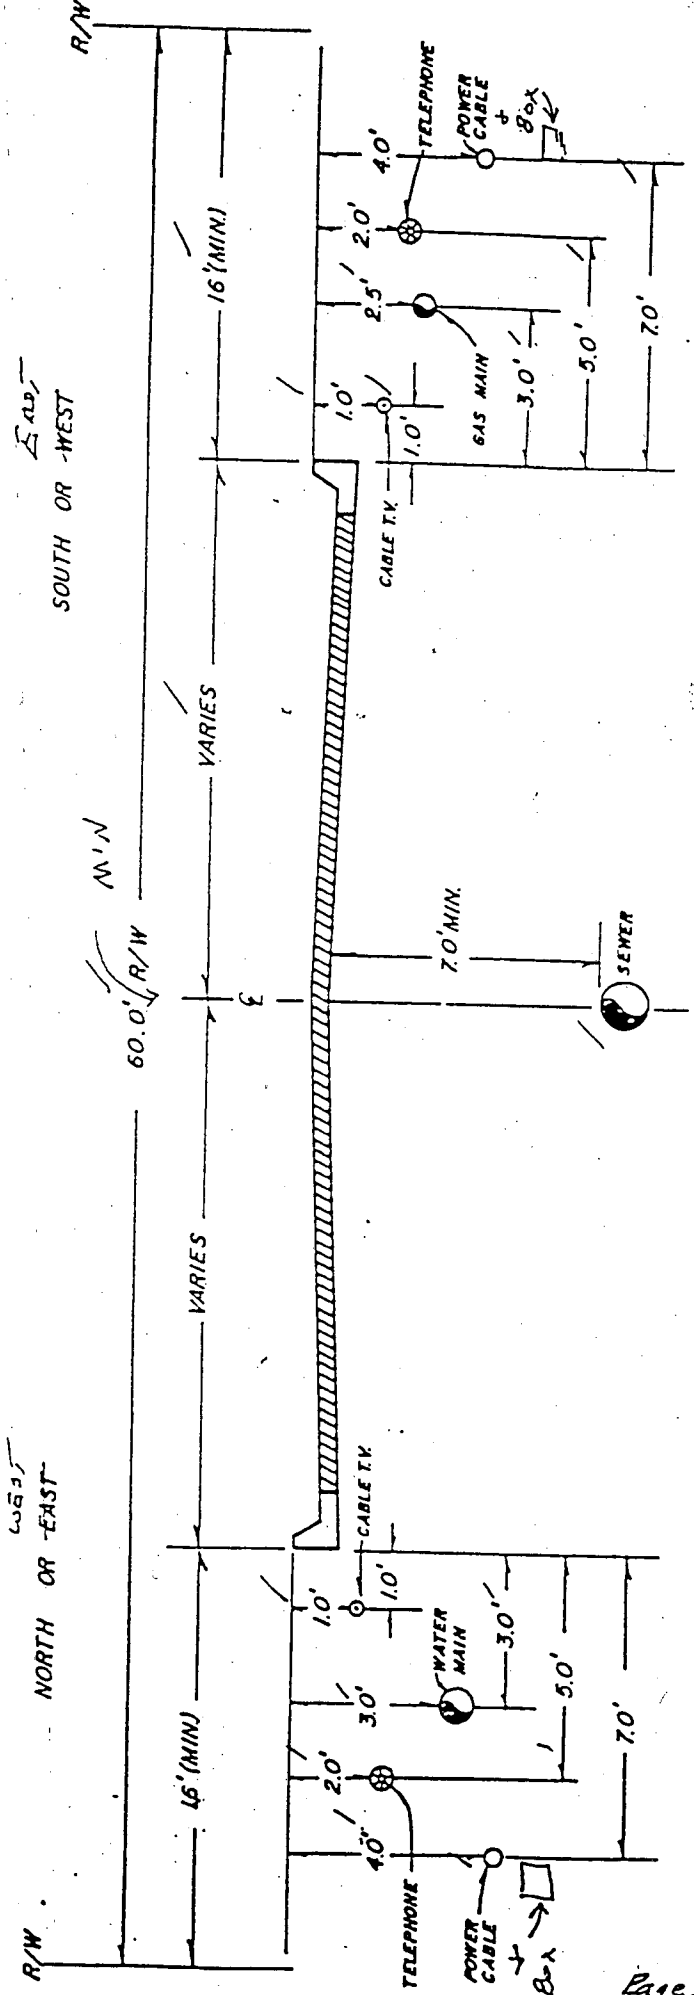 West
NORTH OR EAST
East
SOUTH OR WEST
R/W
R/W
MIN
60.0' R/W
16'(MIN)
VARIES
VARIES
16'(MIN.)
℄
4.0'
2.0'
3.0'
1.0'
CABLE T.V.
1.0'
WATER
MAIN
3.0'
5.0'
7.0'
TELEPHONE
POWER
CABLE
+
Box
7.0' MIN.
SEWER
1.0'
2.5'
2.0'
4.0'
CABLE T.V.
1.0'
GAS MAIN
3.0'
5.0'
7.0'
TELEPHONE
POWER
CABLE
+
Box
Page